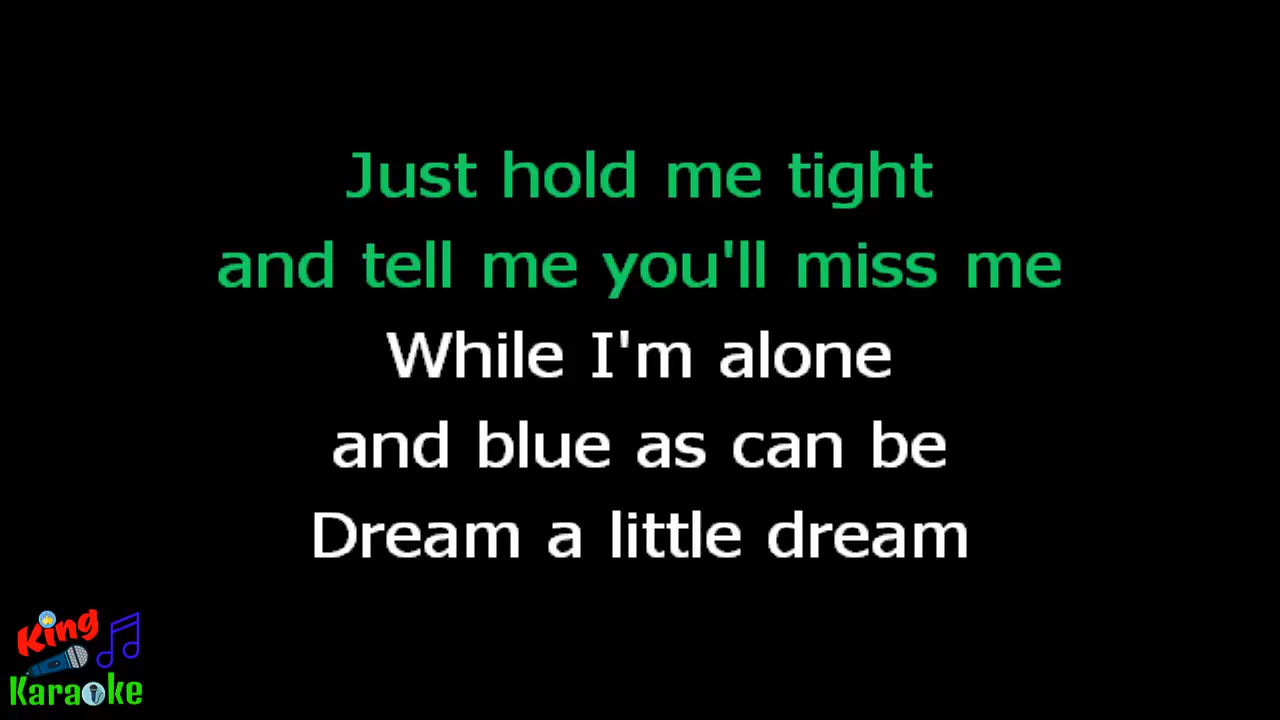 Just hold me tight
and tell me you'll miss me
While I'm alone
and blue as can be
Dream a little dream
King
Karaoke